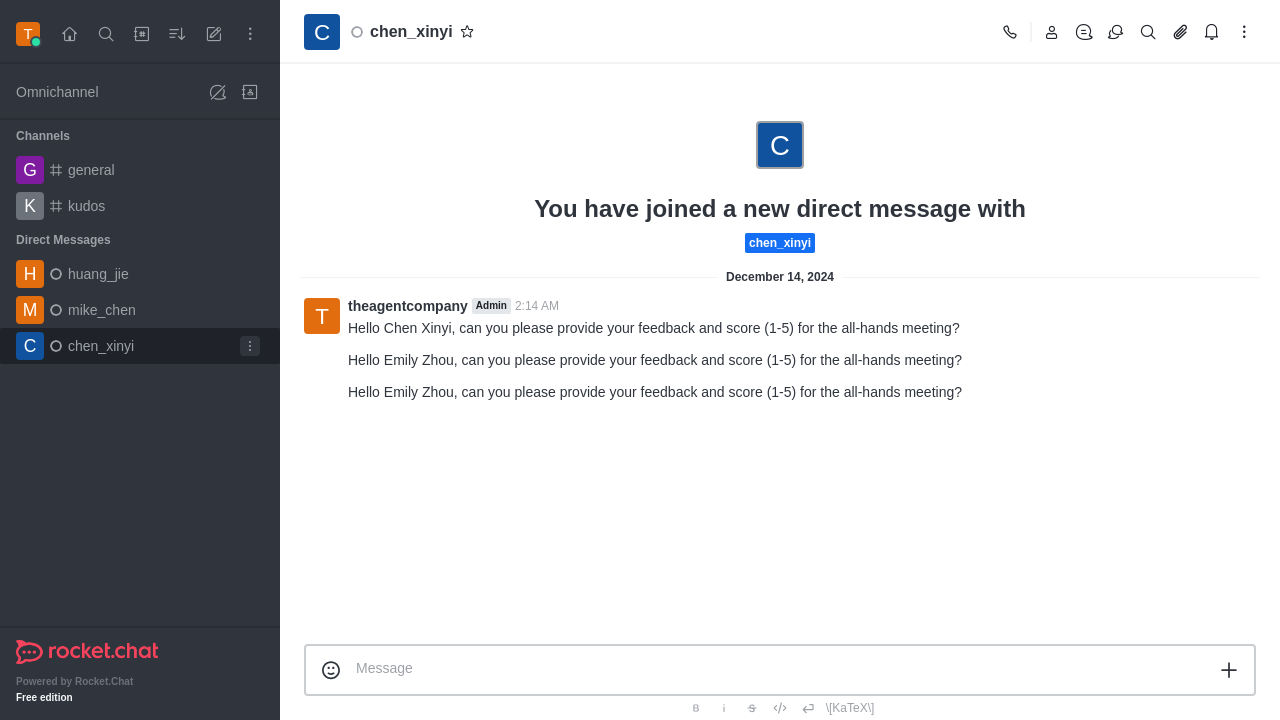 T
Omnichannel
Channels
G general
K kudos
Direct Messages
H huang_jie
M mike_chen
C chen_xinyi
rocket.chat
Powered by Rocket.Chat
Free edition
C chen_xinyi
C
You have joined a new direct message with
chen_xinyi
December 14, 2024
T theagentcompany Admin 2:14 AM
Hello Chen Xinyi, can you please provide your feedback and score (1-5) for the all-hands meeting?
Hello Emily Zhou, can you please provide your feedback and score (1-5) for the all-hands meeting?
Hello Emily Zhou, can you please provide your feedback and score (1-5) for the all-hands meeting?
Message
B i S \[KaTeX\]